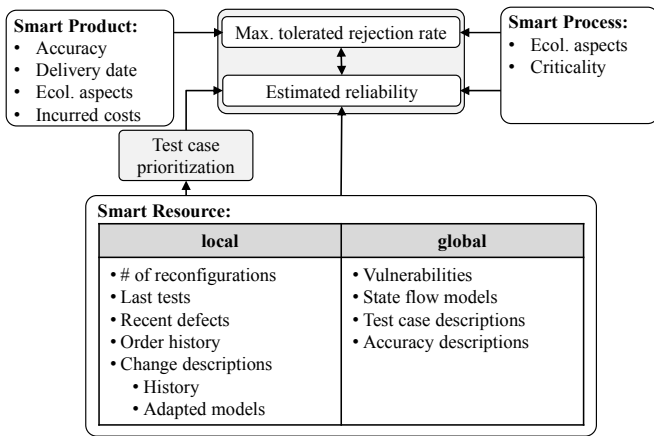 Smart Product:
• Accuracy
• Delivery date
• Ecol. aspects
• Incurred costs
Max. tolerated rejection rate
Estimated reliability
Smart Process:
• Ecol. aspects
• Criticality
Test case
prioritization
Smart Resource:
local
• # of reconfigurations
• Last tests
• Recent defects
• Order history
• Change descriptions
• History
• Adapted models
global
• Vulnerabilities
• State flow models
• Test case descriptions
• Accuracy descriptions